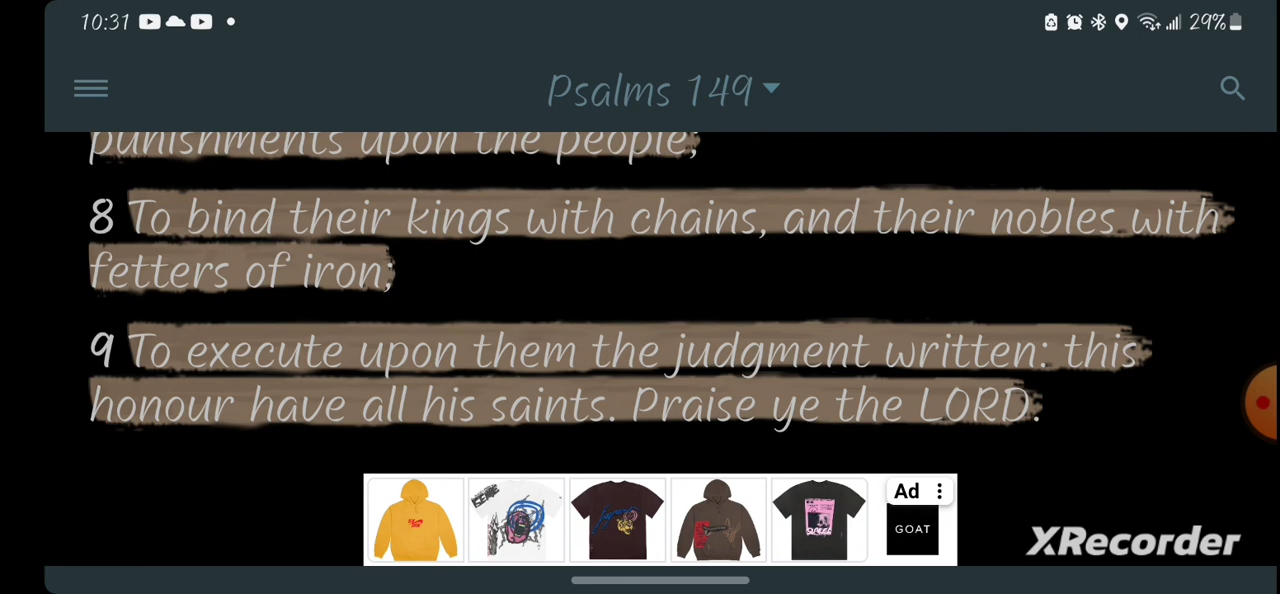 10:31 29%
Psalms 149
punishments upon the people;
8 To bind their kings with chains, and their nobles with
fetters of iron;
9 To execute upon them the judgment written: this
honour have all his saints. Praise ye the LORD.
Ad
GOAT
XRecorder